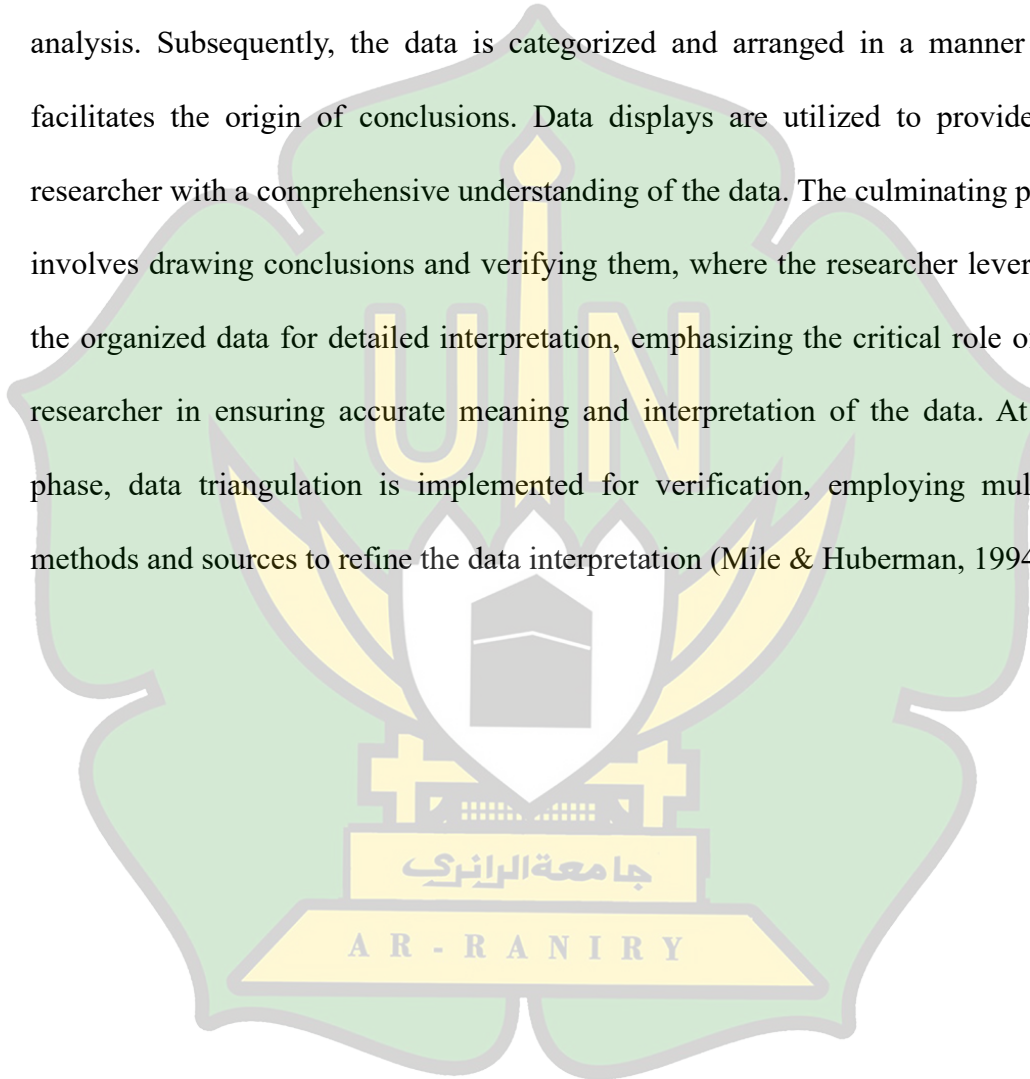 analysis. Subsequently, the data is categorized and arranged in a manner
facilitates the origin of conclusions. Data displays are utilized to provide
researcher with a comprehensive understanding of the data. The culminating p
involves drawing conclusions and verifying them, where the researcher lever
the organized data for detailed interpretation, emphasizing the critical role o
researcher in ensuring accurate meaning and interpretation of the data. At
phase, data triangulation is implemented for verification, employing mul
methods and sources to refine the data interpretation (Mile & Huberman, 1994
UIN
جامعة الرانري
AR-RANIRY